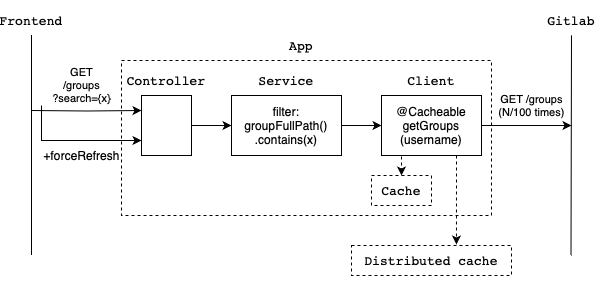 Frontend
Gitlab
App
GET
/groups
?search={x}
Controller
Service
Client
filter:
groupFullPath()
.contains(x)
@Cacheable
getGroups
(username)
GET /groups
(N/100 times)
+forceRefresh
Cache
Distributed cache